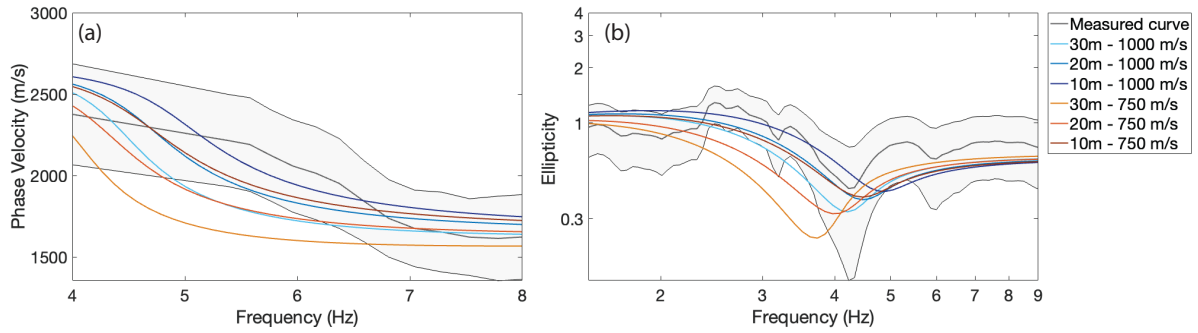 (a)
3000
2500
2000
1500
Phase Velocity (m/s)
4
5
6
7
8
Frequency (Hz)
(b)
4
3
2
1
0.3
Ellipticity
2
3
4
5
6
7
8
9
Frequency (Hz)
Measured curve
30m - 1000 m/s
20m - 1000 m/s
10m - 1000 m/s
30m - 750 m/s
20m - 750 m/s
10m - 750 m/s